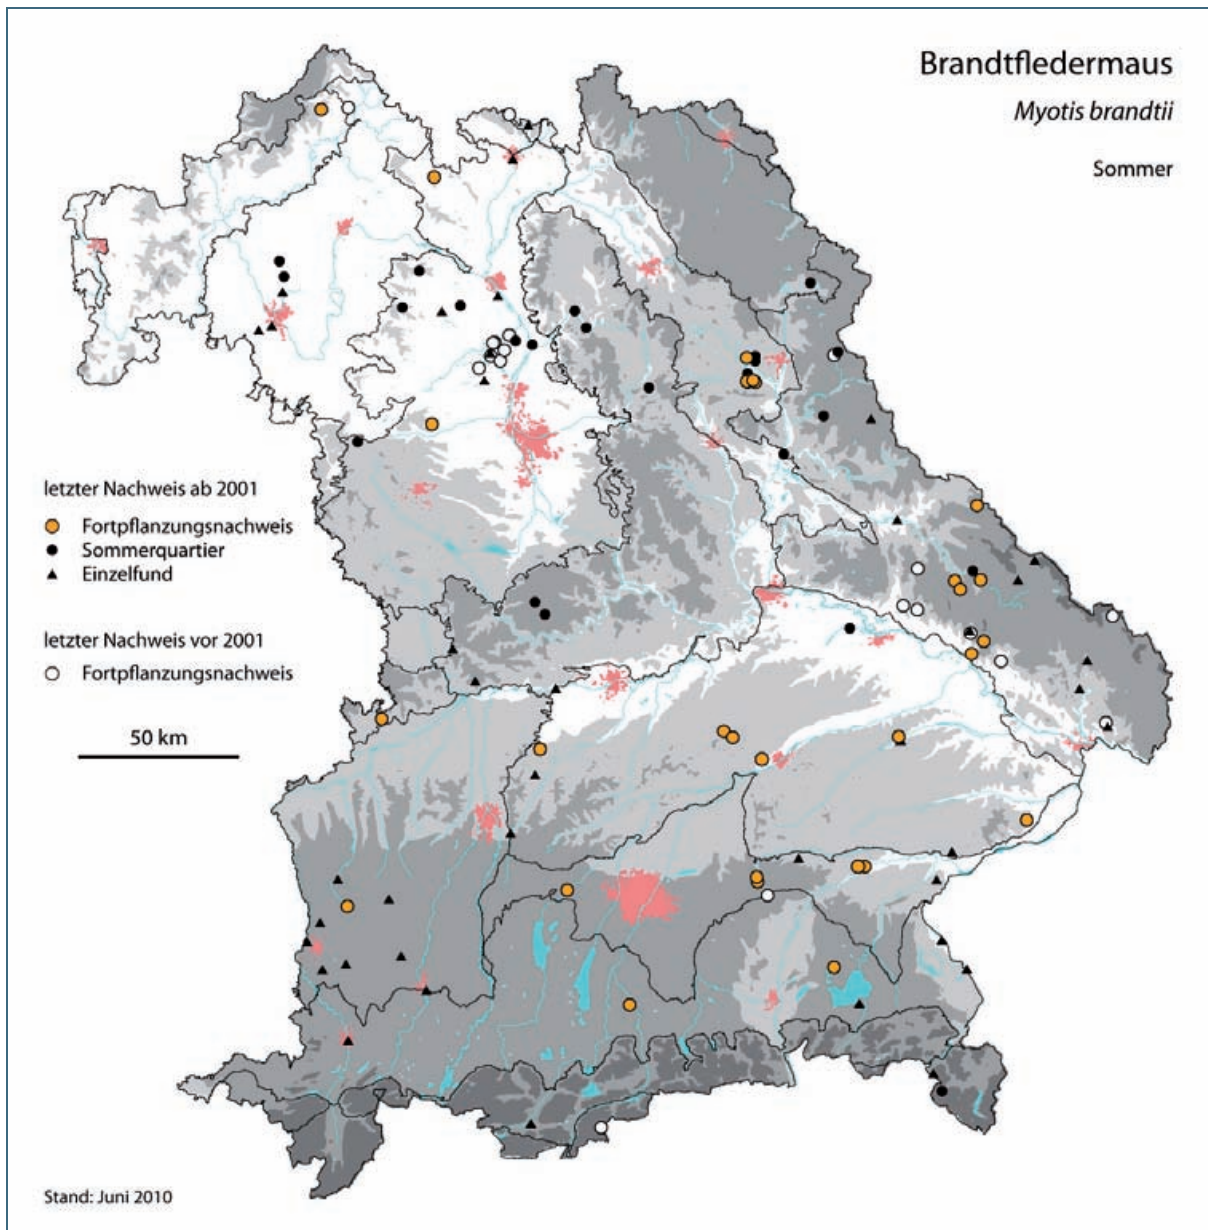 Brandtfledermaus
Myotis brandtii
Sommer
letzter Nachweis ab 2001
Fortpflanzungsnachweis
Sommerquartier
Einzelfund
letzter Nachweis vor 2001
Fortpflanzungsnachweis
50 km
Stand: Juni 2010